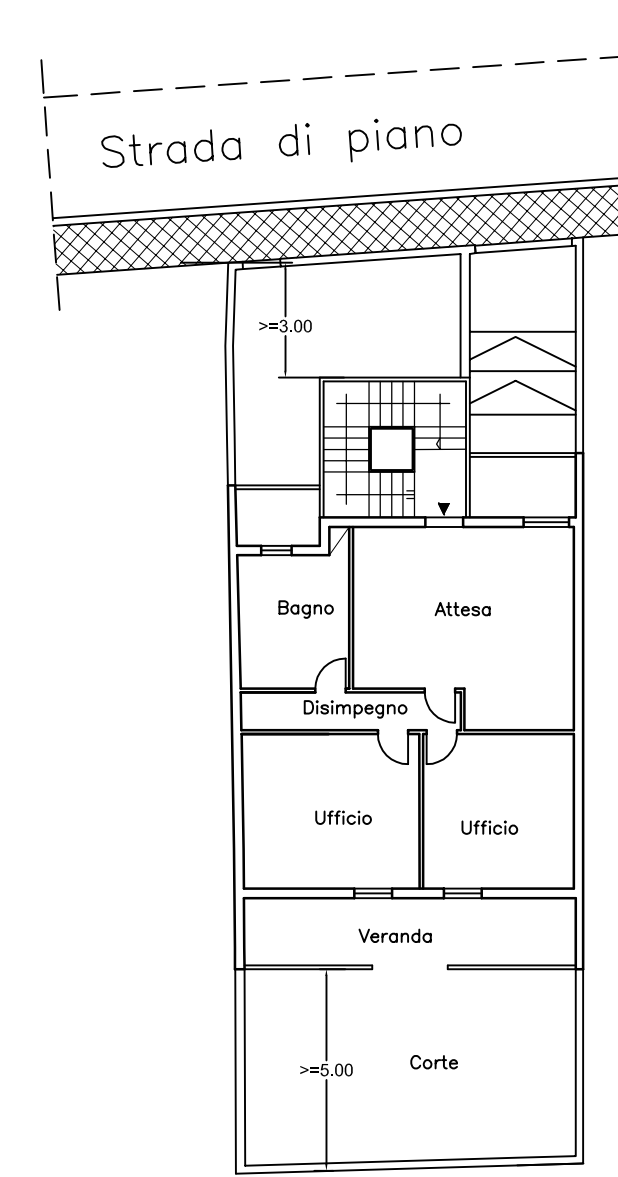 Strada di piano
>=3.00
Bagno
Attesa
Disimpegno
Ufficio
Ufficio
Veranda
Corte
>=5.00